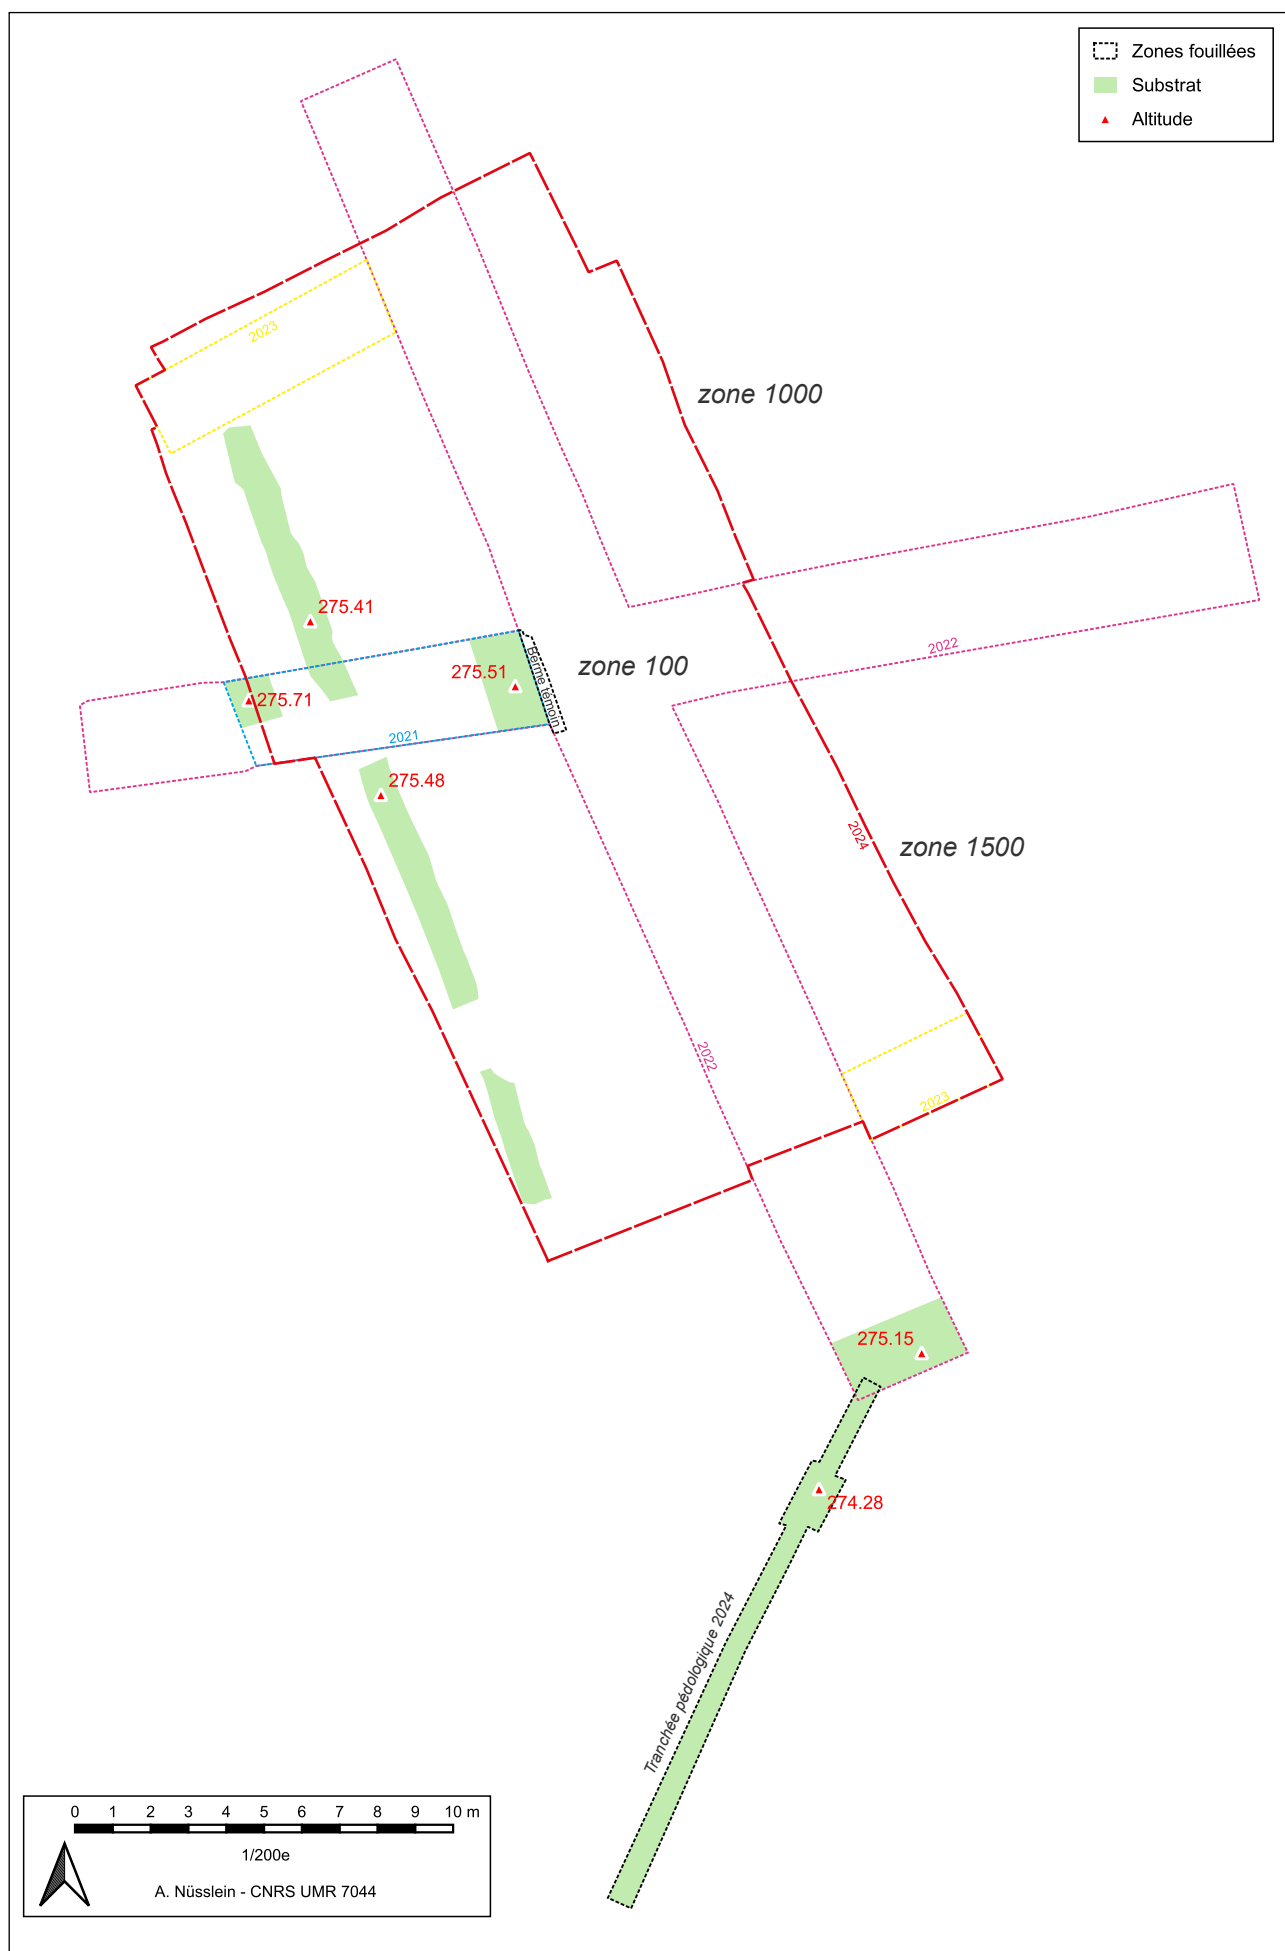 Zones fouillées
Substrat
Altitude
2023
zone 1000
275.41
2022
275.51
Berme témoin
zone 100
275.71
2021
275.48
2024
zone 1500
2022
2023
275.15
274.28
Tranchée pédologique 2024
0 1 2 3 4 5 6 7 8 9 10 m
1/200e
A. Nüsslein - CNRS UMR 7044